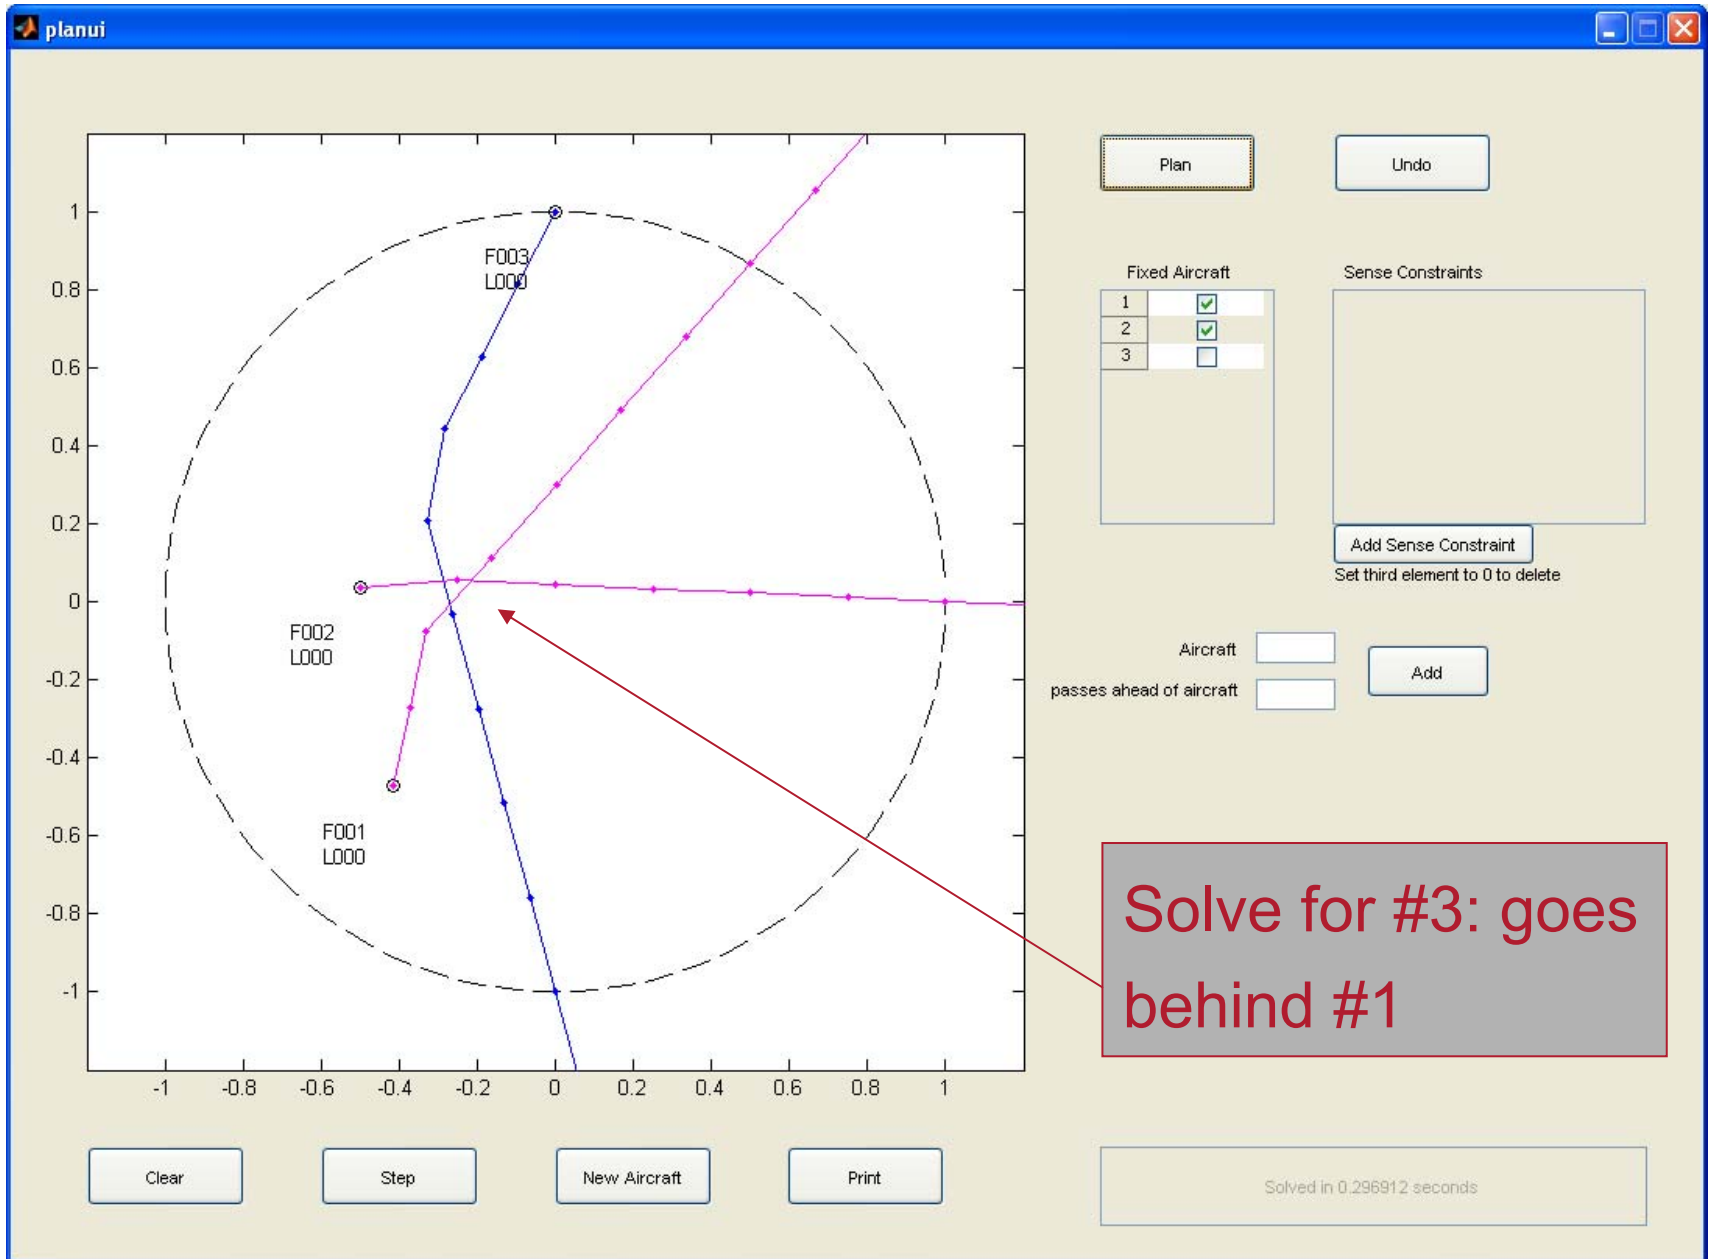 planui
Plan
Undo
1
0.8
0.6
0.4
0.2
0
-0.2
-0.4
-0.6
-0.8
-1
-1 -0.8 -0.6 -0.4 -0.2 0 0.2 0.4 0.6 0.8 1
F003
L000
F002
L000
F001
L000
Fixed Aircraft
1
2
3
Sense Constraints
Add Sense Constraint
Set third element to 0 to delete
Aircraft
passes ahead of aircraft
Add
Solve for #3: goes
behind #1
Clear
Step
New Aircraft
Print
Solved in 0.296912 seconds